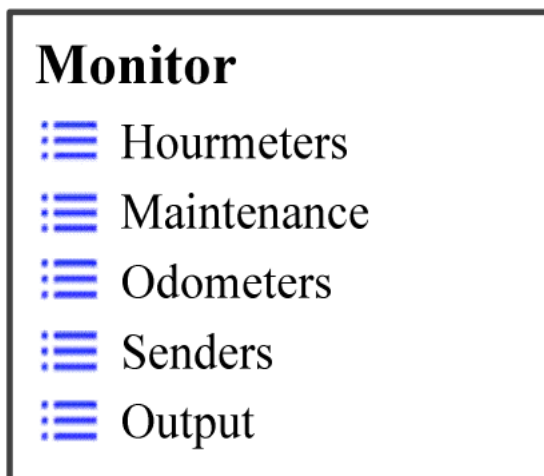 Monitor
Hourmeters
Maintenance
Odometers
Senders
Output